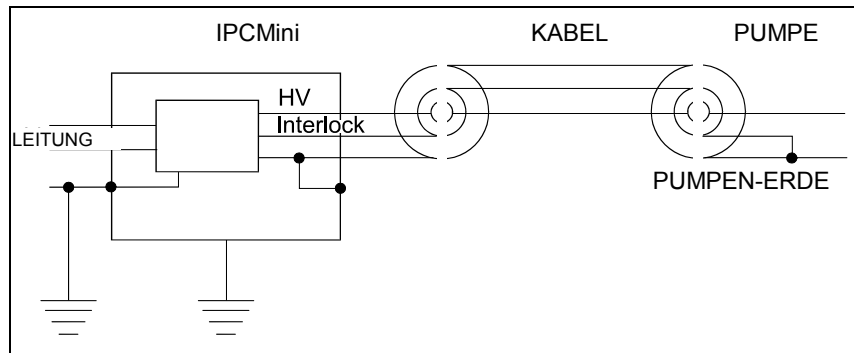 IPCMini KABEL PUMPE
HV
Interlock
LEITUNG
PUMPEN-ERDE